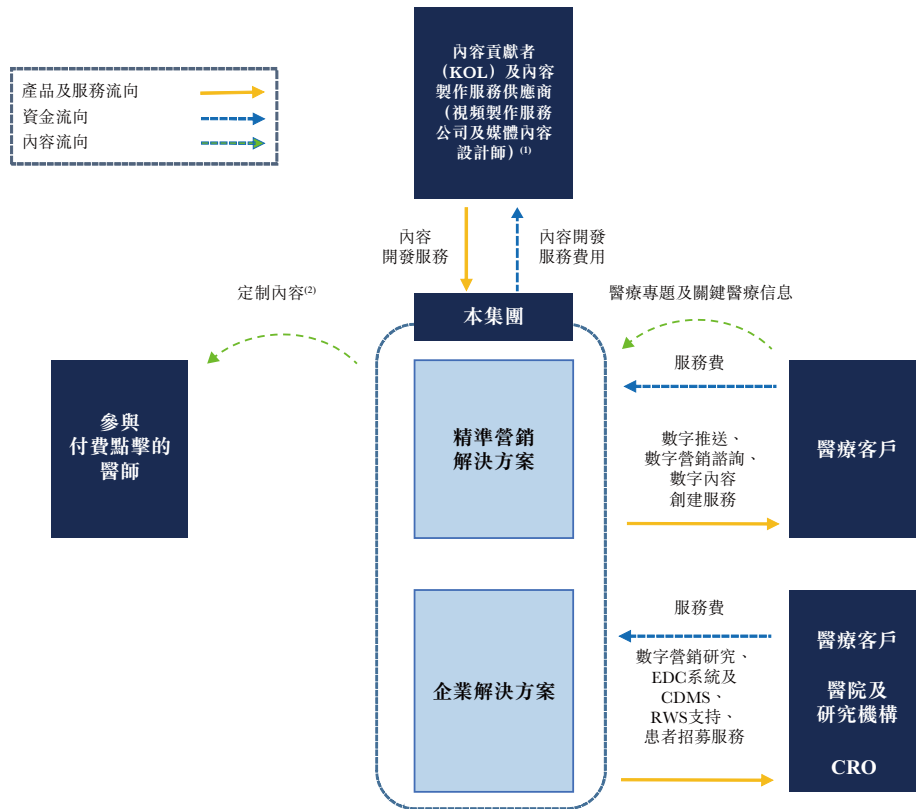 產品及服務流向
資金流向
內容流向
內容貢獻者
（KOL）及內容
製作服務供應商
（視頻製作服務
公司及媒體內容
設計師）(1)
內容
開發服務
內容開發
服務費用
定制內容(2)
本集團
醫療專題及關鍵醫療信息
參與
付費點擊的
醫師
精準營銷
解決方案
服務費
數字推送、
數字營銷諮詢、
數字內容
創建服務
醫療客戶
企業解決方案
服務費
數字營銷研究、
EDC系統及
CDMS、
RWS支持、
患者招募服務
醫療客戶
醫院及
研究機構
CRO